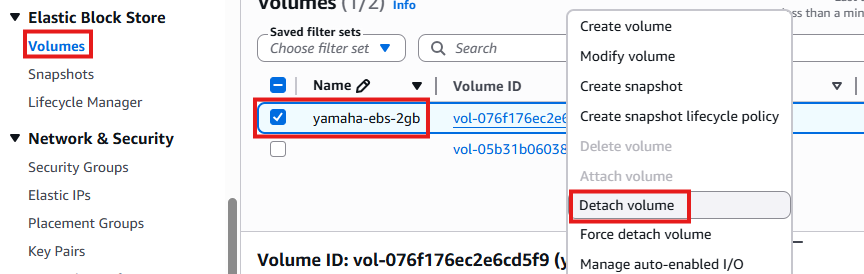 Elastic Block Store
Volumes
Snapshots
Lifecycle Manager
Network & Security
Security Groups
Elastic IPs
Placement Groups
Key Pairs
Volumes (1/2) Info
less than a min
Saved filter sets
Choose filter set
Search
Name
Volume ID
yamaha-ebs-2gb
vol-076f176ec2e6
vol-05b31b06038
Create volume
Modify volume
Create snapshot
Create snapshot lifecycle policy
Delete volume
Attach volume
Detach volume
Force detach volume
Manage auto-enabled I/O
Volume ID: vol-076f176ec2e6cd5f9 (y